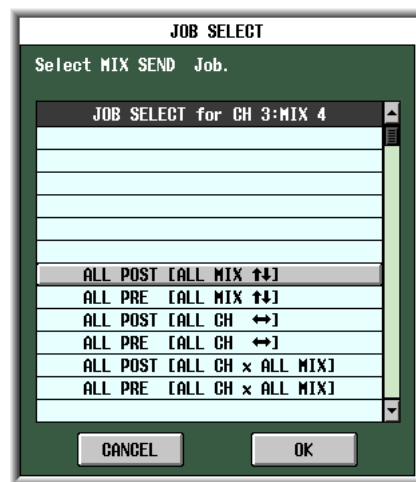 JOB SELECT
Select MIX SEND Job.
JOB SELECT for CH 3:MIX 4
ALL POST [ALL MIX ↑↓]
ALL PRE [ALL MIX ↑↓]
ALL POST [ALL CH ↔]
ALL PRE [ALL CH ↔]
ALL POST [ALL CH x ALL MIX]
ALL PRE [ALL CH x ALL MIX]
CANCEL OK